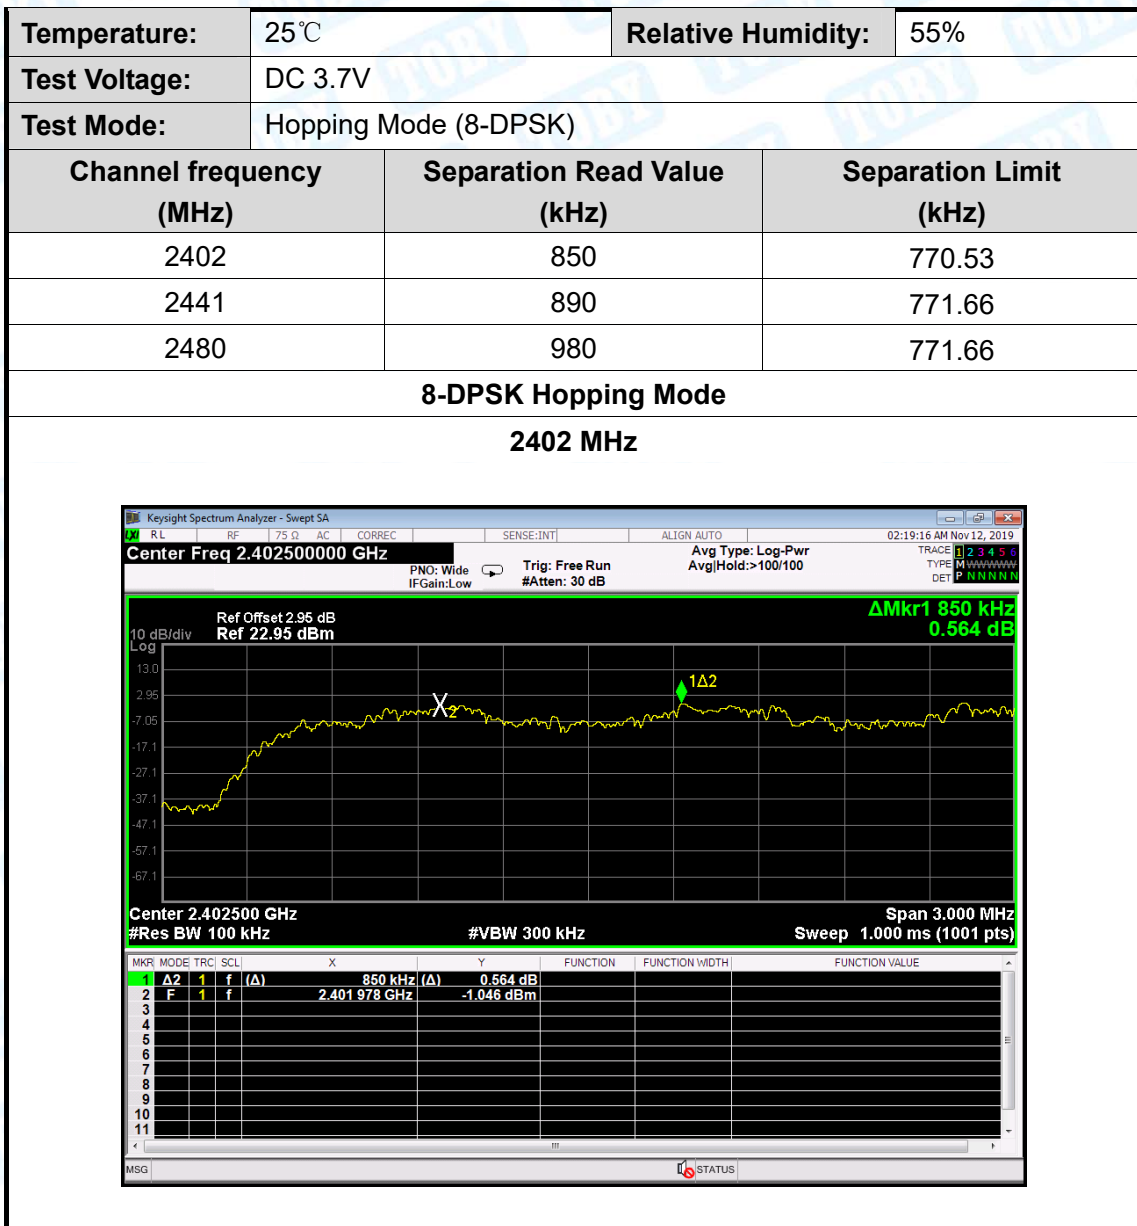 Temperature: 25℃ Relative Humidity: 55%
Test Voltage: DC 3.7V
Test Mode: Hopping Mode (8-DPSK)
Channel frequency (MHz) Separation Read Value (kHz) Separation Limit (kHz)
2402 850 770.53
2441 890 771.66
2480 980 771.66
8-DPSK Hopping Mode
2402 MHz
Keysight Spectrum Analyzer - Swept SA
LXI RL RF 75 Ω AC CORREC SENSE:INT ALIGN AUTO 02:19:16 AM Nov 12, 2019
Center Freq 2.402500000 GHz
PNO: Wide
IFGain:Low
Trig: Free Run
#Atten: 30 dB
Avg Type: Log-Pwr
Avg|Hold:>100/100
TRACE 1 2 3 4 5 6
TYPE M WWWWW
DET P N N N N N
ΔMkr1 850 kHz
0.564 dB
Ref Offset 2.95 dB
10 dB/div Ref 22.95 dBm
Log
13.0
2.95
-7.05
-17.1
-27.1
-37.1
-47.1
-57.1
-67.1
X2
1Δ2
Center 2.402500 GHz Span 3.000 MHz
#Res BW 100 kHz #VBW 300 kHz Sweep 1.000 ms (1001 pts)
MKR MODE TRC SCL X Y FUNCTION FUNCTION WIDTH FUNCTION VALUE
1 Δ2 1 f (Δ) 850 kHz (Δ) 0.564 dB
2 F 1 f 2.401 978 GHz -1.046 dBm
3
4
5
6
7
8
9
10
11
MSG STATUS
TOBY